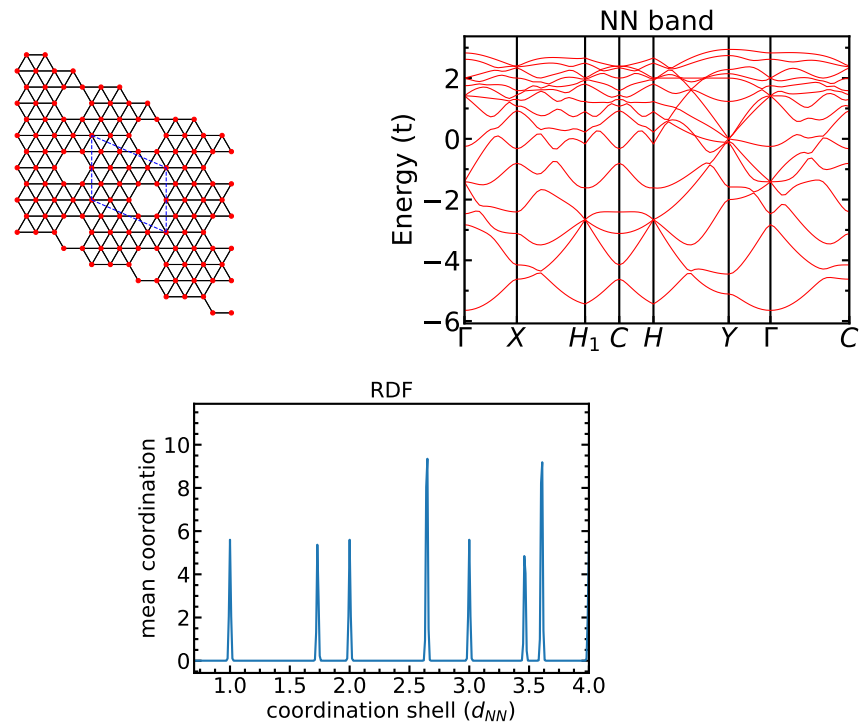 NN band
Energy (t)
2
0
−2
−4
−6
Γ X H₁ C H Y Γ C
RDF
mean coordination
10
8
6
4
2
0
1.0 1.5 2.0 2.5 3.0 3.5 4.0
coordination shell (d_NN)